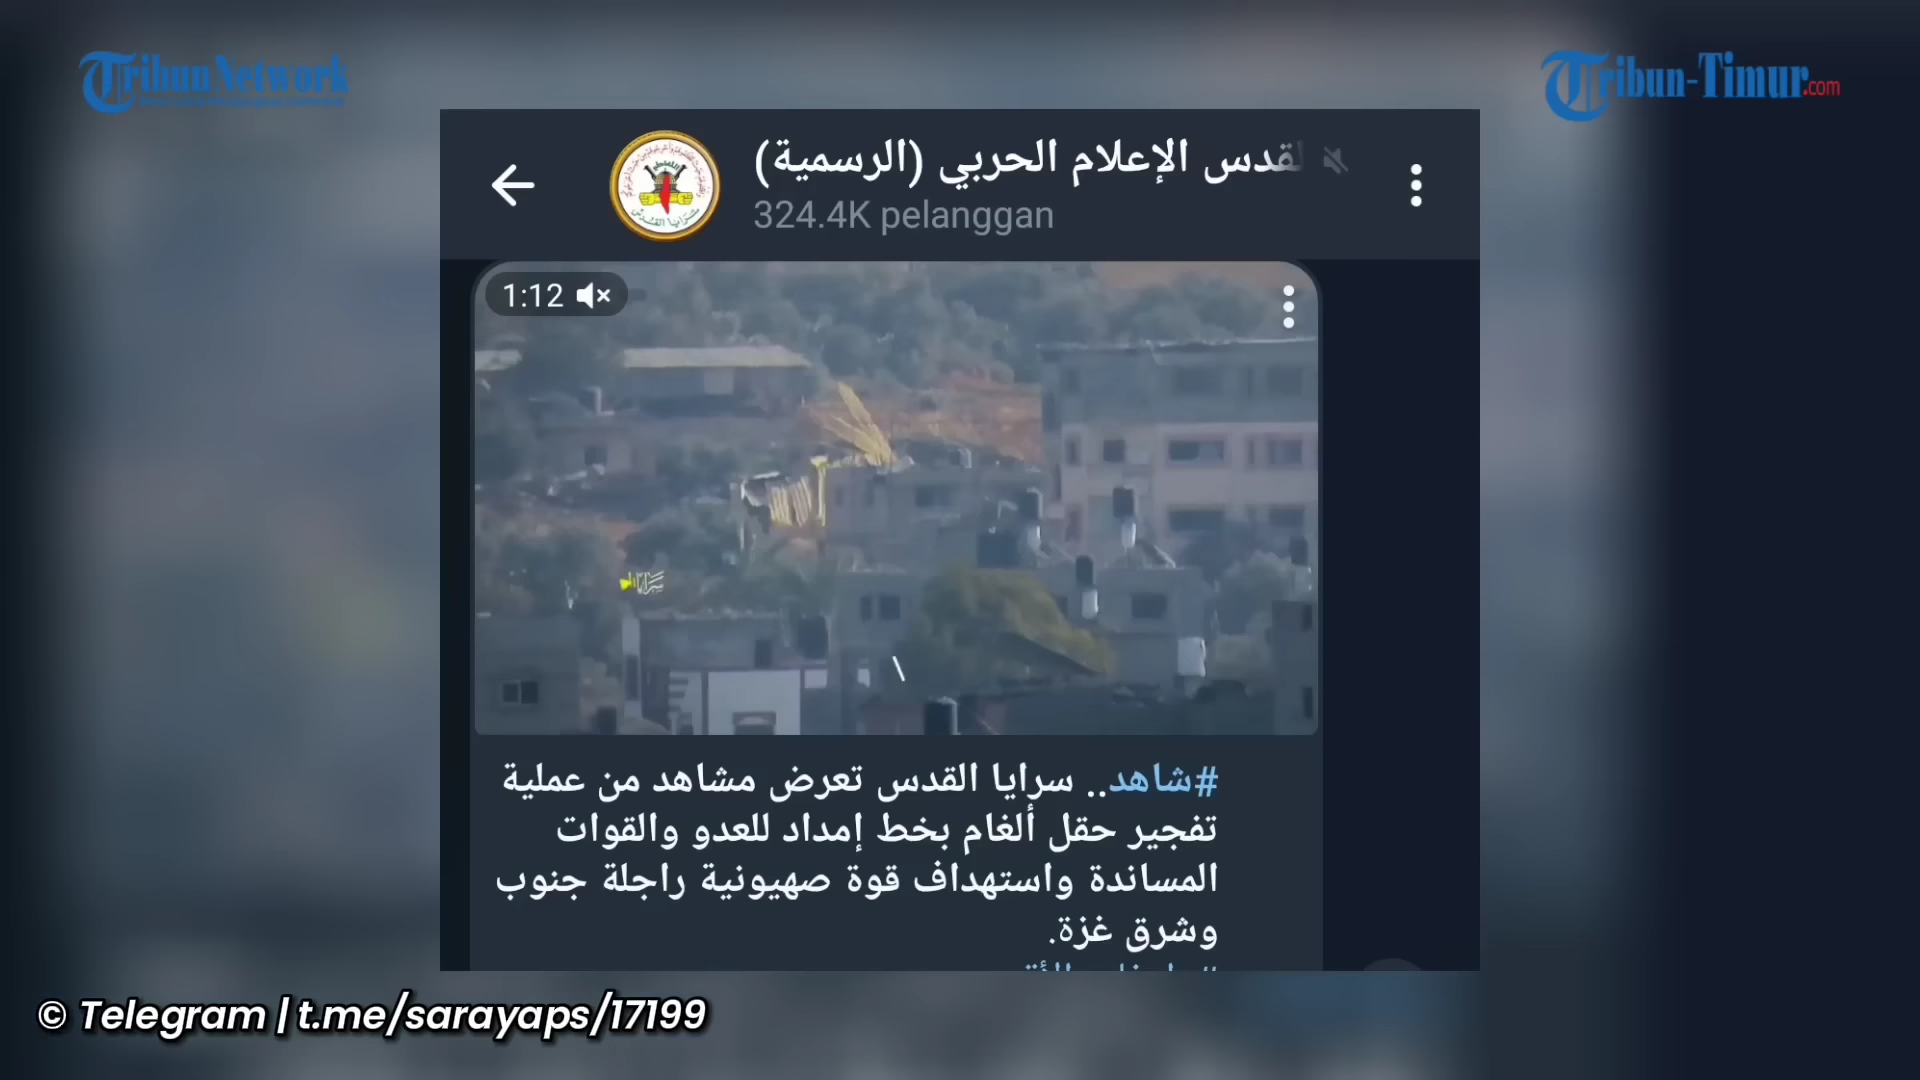 Tribun Network
Tribun-Timur.com
لقدس الإعلام الحربي (الرسمية)
324.4K pelanggan
1:12
سرايا
#شاهد.. سرايا القدس تعرض مشاهد من عملية
تفجير حقل ألغام بخط إمداد للعدو والقوات
المساندة واستهداف قوة صهيونية راجلة جنوب
وشرق غزة.
© Telegram | t.me/sarayaps/17199